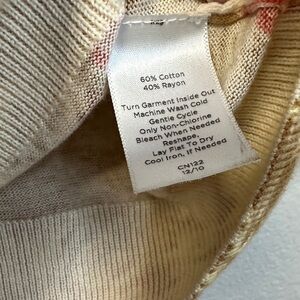 60% Cotton
40% Rayon
Turn Garment Inside Out
Machine Wash Cold
Gentle Cycle
Only Non-Chlorine
Bleach When Needed
Reshape,
Lay Flat To Dry
Cool Iron, If Needed
CN122
12/10